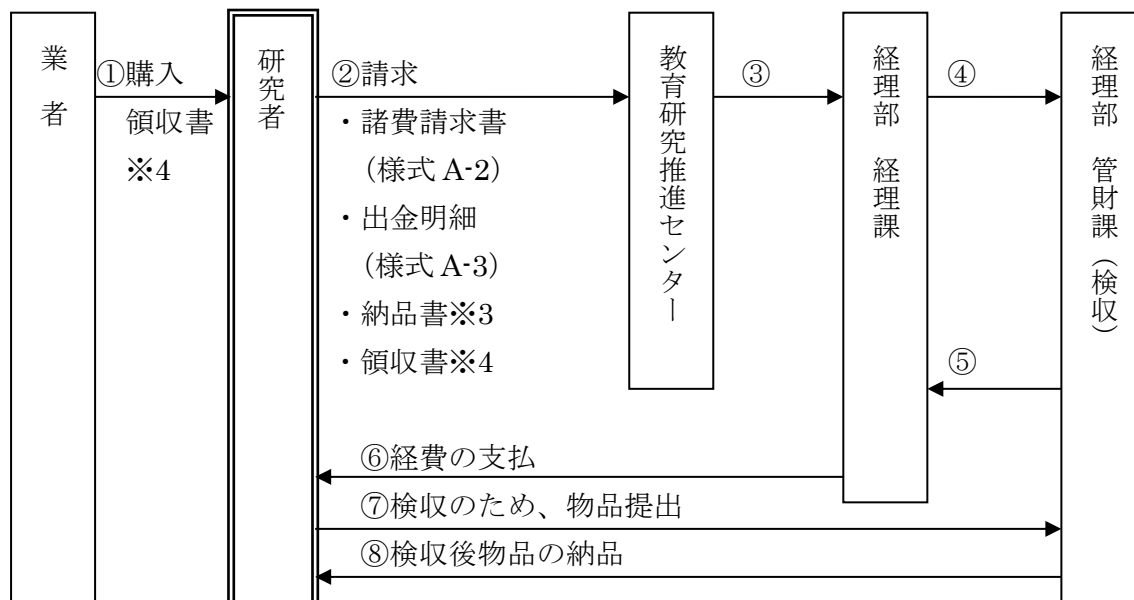 業者
①購入
領収書
※4
研究者
②請求
・諸費請求書
（様式 A-2）
・出金明細
（様式 A-3）
・納品書※3
・領収書※4
教育研究推進センター
③
経理部 経理課
④
経理部 管財課（検収）
⑤
⑥経費の支払
⑦検収のため、物品提出
⑧検収後物品の納品